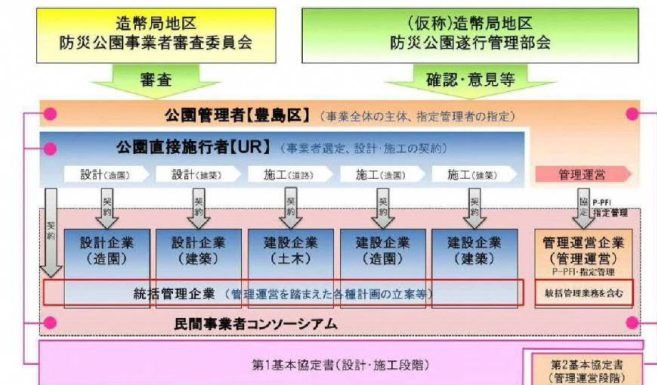 造幣局地区
防災公園事業者審査委員会
(仮称)造幣局地区
防災公園遂行管理部会
審査
確認・意見等
公園管理者【豊島区】(事業全体の主体、指定管理者の指定)
公園直接施行者【UR】(事業者選定、設計・施工の契約)
設計(造園)
設計(建築)
施工(道路)
施工(造園)
施工(建築)
管理運営
契約
契約
契約
契約
契約
契約
協定
P-PFI
指定管理
設計企業
(造園)
設計企業
(建築)
建設企業
(土木)
建設企業
(造園)
建設企業
(建築)
管理運営企業
(管理運営)
P-PFI・指定管理
統括管理企業(管理運営を踏まえた各種計画の立案等)
統括管理業務を含む
民間事業者コンソーシアム
第1基本協定書(設計・施工段階)
第2基本協定書
(管理運営段階)